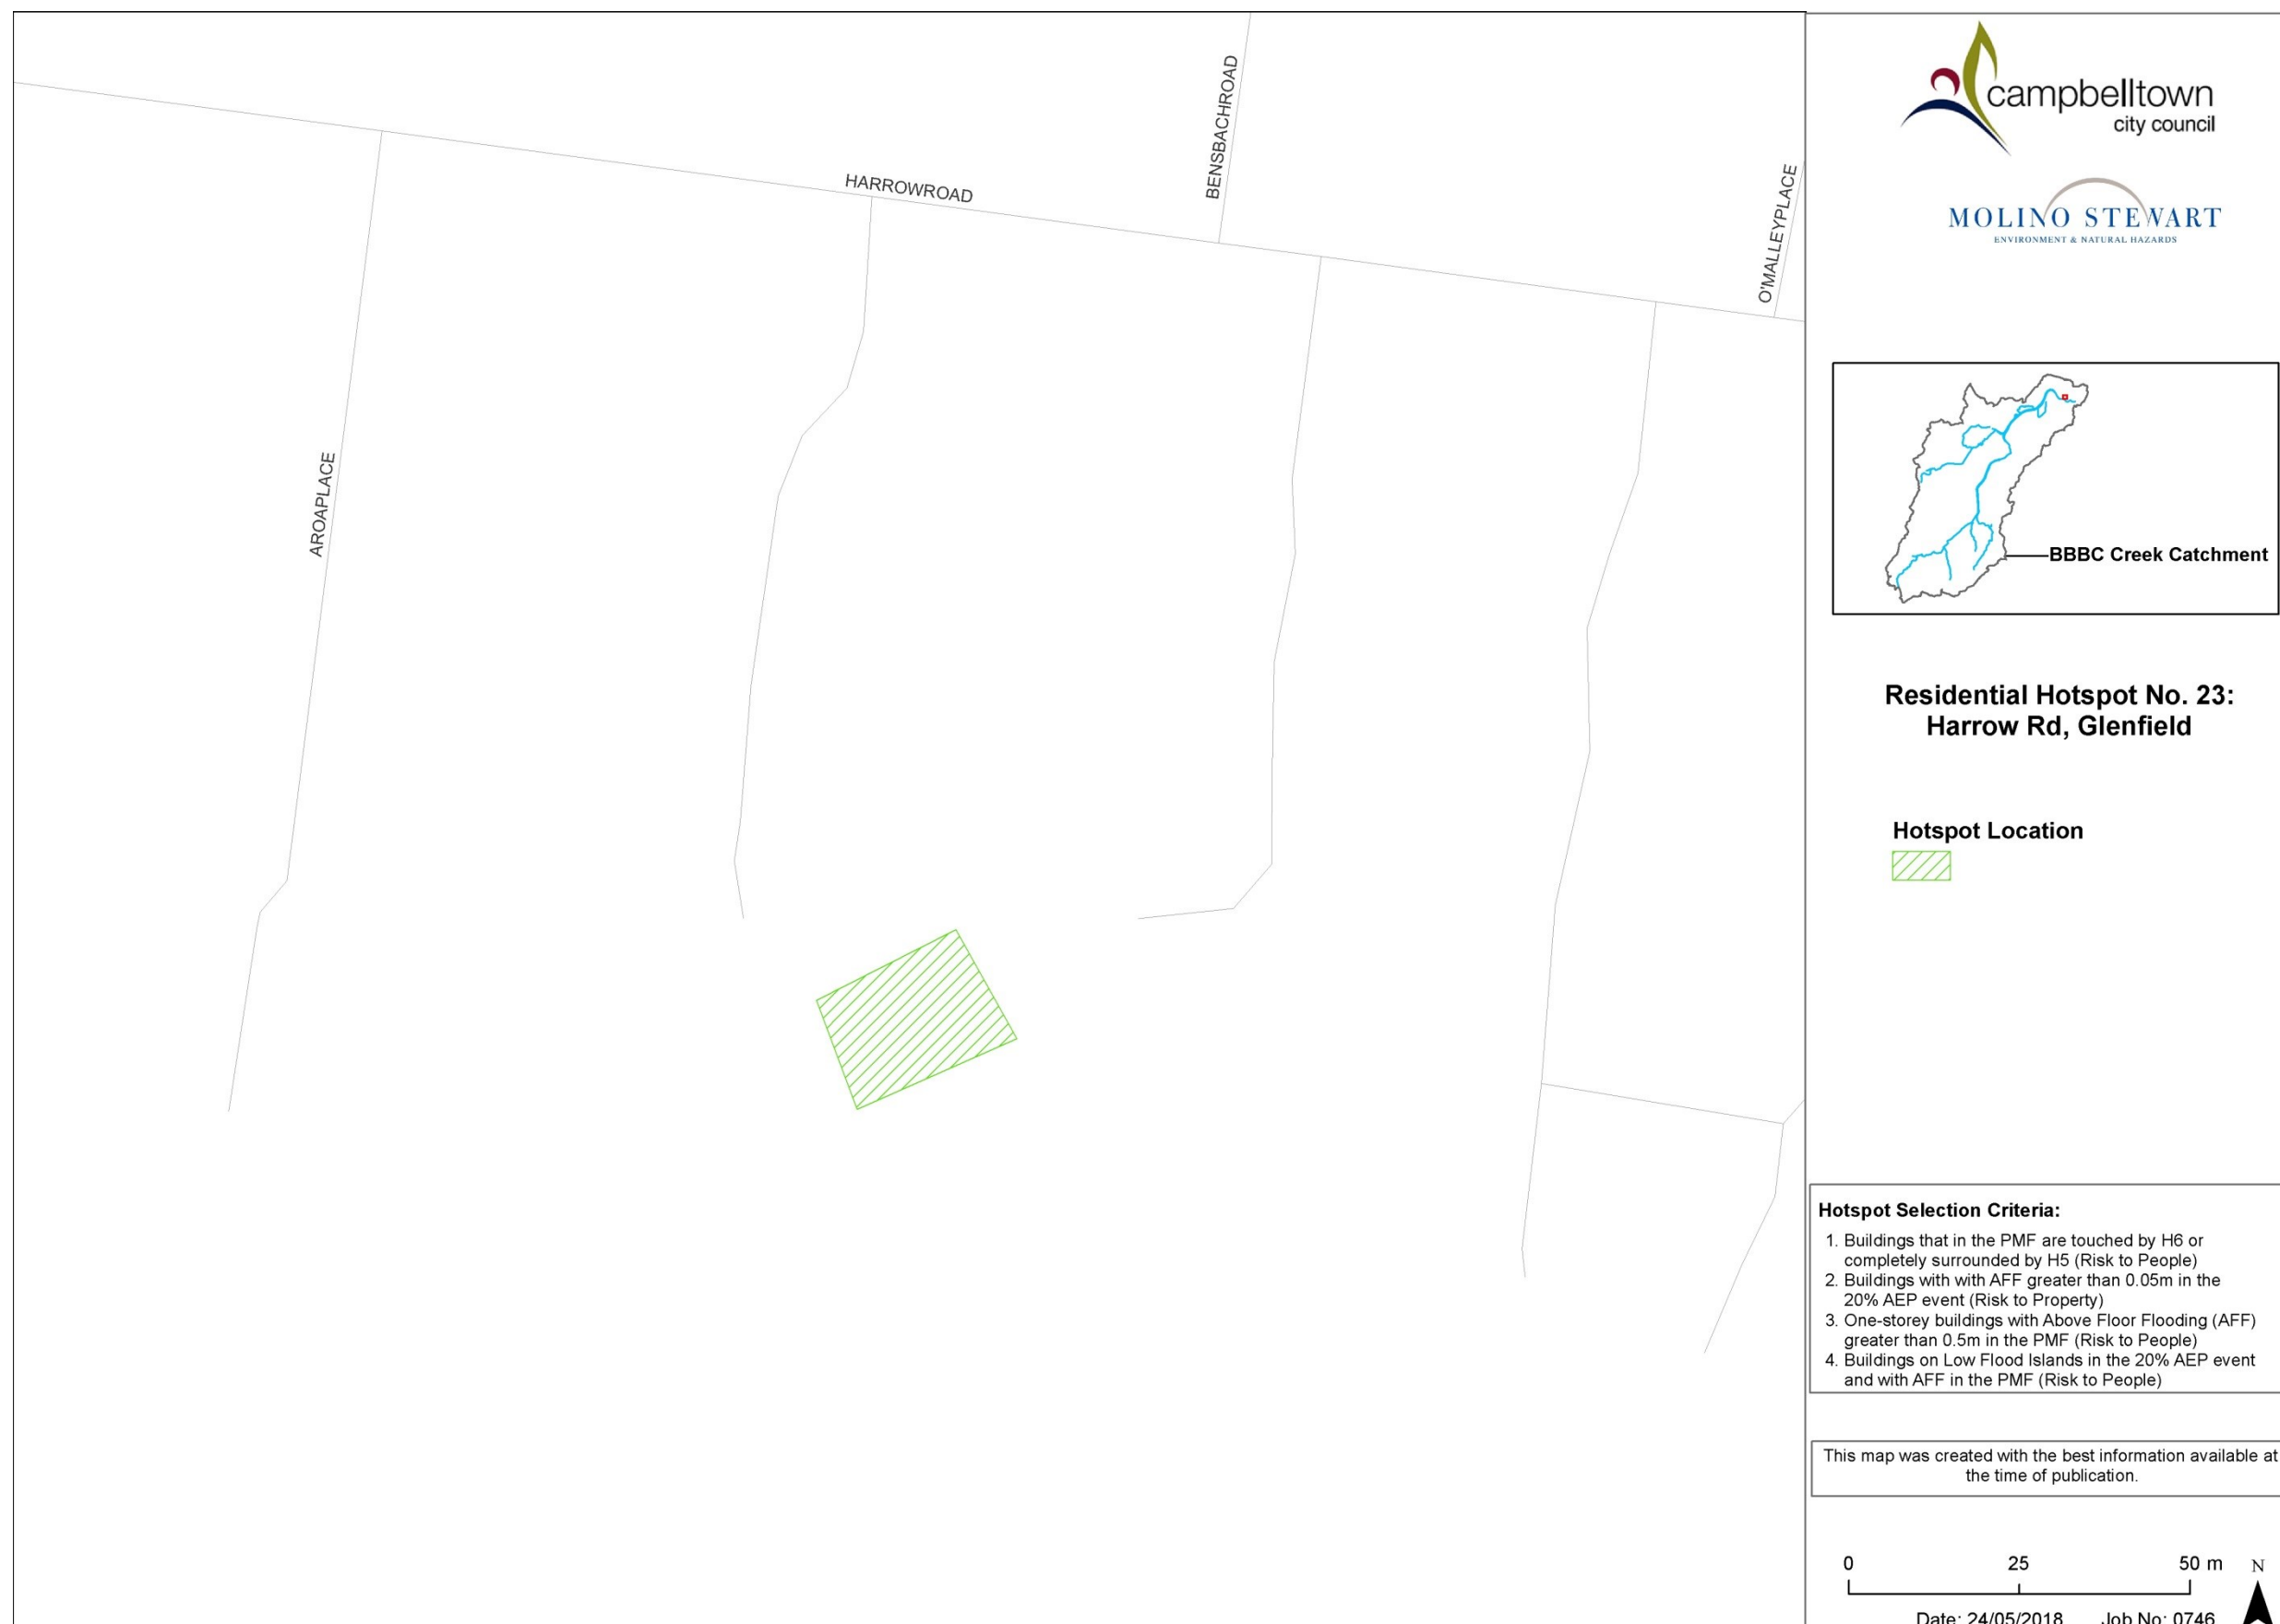 HARROWROAD
BENSBACHROAD
O'MALLEYPLACE
AROAPLACE
campbelltown
city council
MOLINO STEWART
ENVIRONMENT & NATURAL HAZARDS
BBBC Creek Catchment
Residential Hotspot No. 23:
Harrow Rd, Glenfield
Hotspot Location
Hotspot Selection Criteria:
1. Buildings that in the PMF are touched by H6 or
completely surrounded by H5 (Risk to People)
2. Buildings with with AFF greater than 0.05m in the
20% AEP event (Risk to Property)
3. One-storey buildings with Above Floor Flooding (AFF)
greater than 0.5m in the PMF (Risk to People)
4. Buildings on Low Flood Islands in the 20% AEP event
and with AFF in the PMF (Risk to People)
This map was created with the best information available at
the time of publication.
0 25 50 m N
Date: 24/05/2018 Job No: 0746